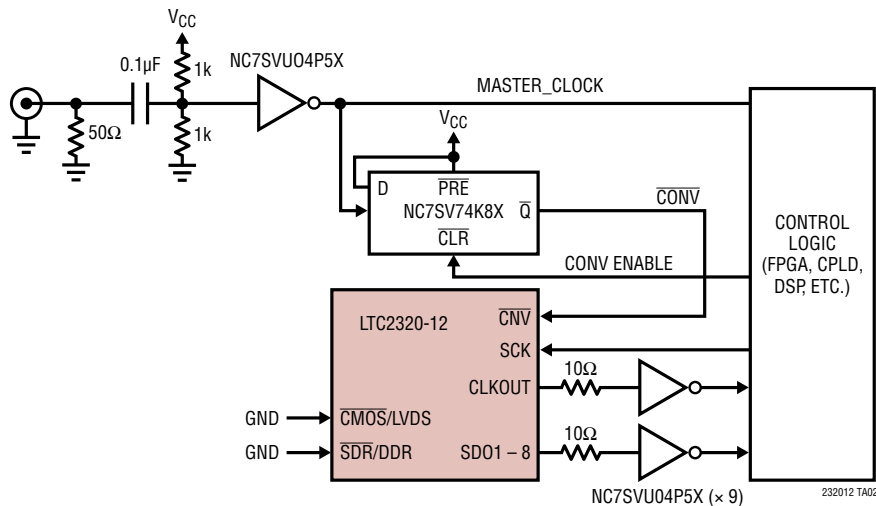 VCC
0.1µF
1k
NC7SVUO4P5X
MASTER_CLOCK
50Ω
1k
VCC
D
PRE
NC7SV74K8X
Q
CLR
CONV
CONV ENABLE
CONTROL
LOGIC
(FPGA, CPLD,
DSP, ETC.)
LTC2320-12
CNV
SCK
CLKOUT
10Ω
GND
CMOS/LVDS
GND
SDR/DDR
SDO1 – 8
10Ω
NC7SVU04P5X (× 9)
232012 TA02